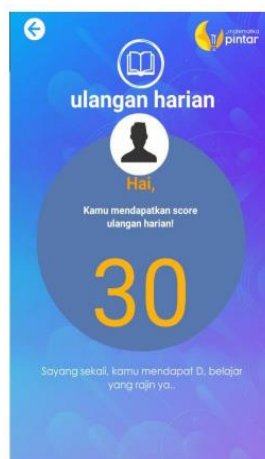 matematika
pintar
ulangan harian
Hai,
Kamu mendapatkan score
ulangan harian!
30
Sayang sekali, kamu mendapat D, belajar
yang rajin ya..